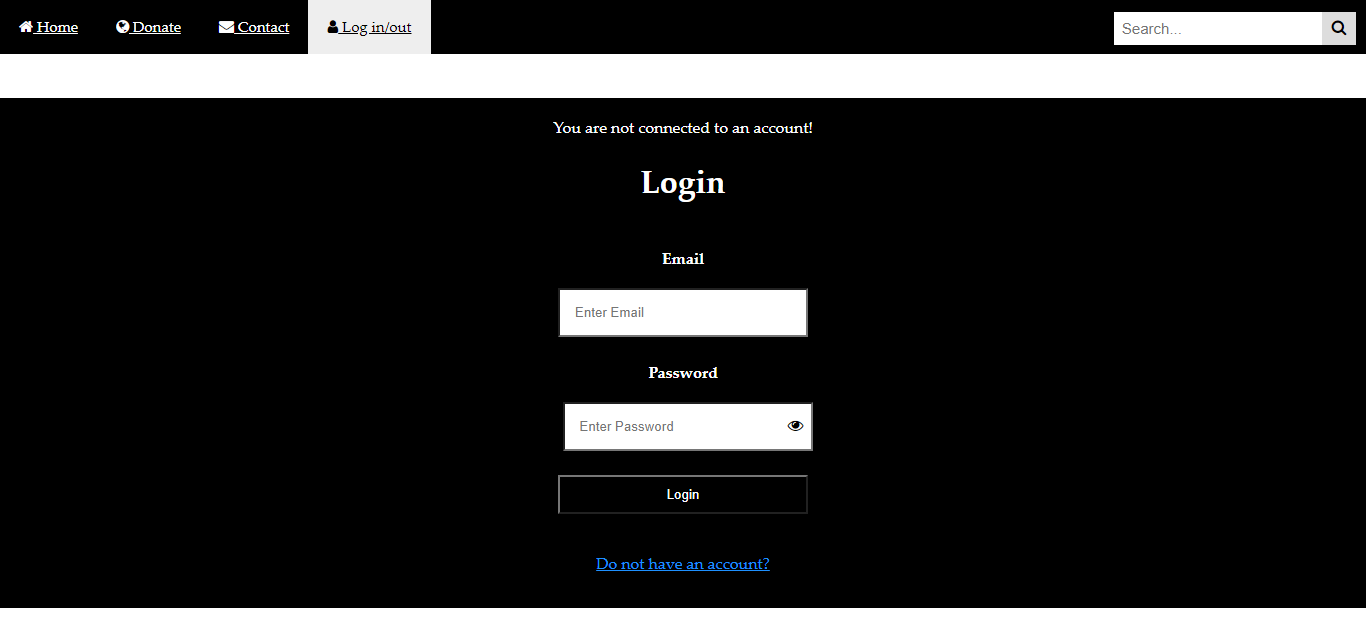 Home Donate Contact Log in/out Search...
You are not connected to an account!
Login
Email
Enter Email
Password
Enter Password
Login
Do not have an account?